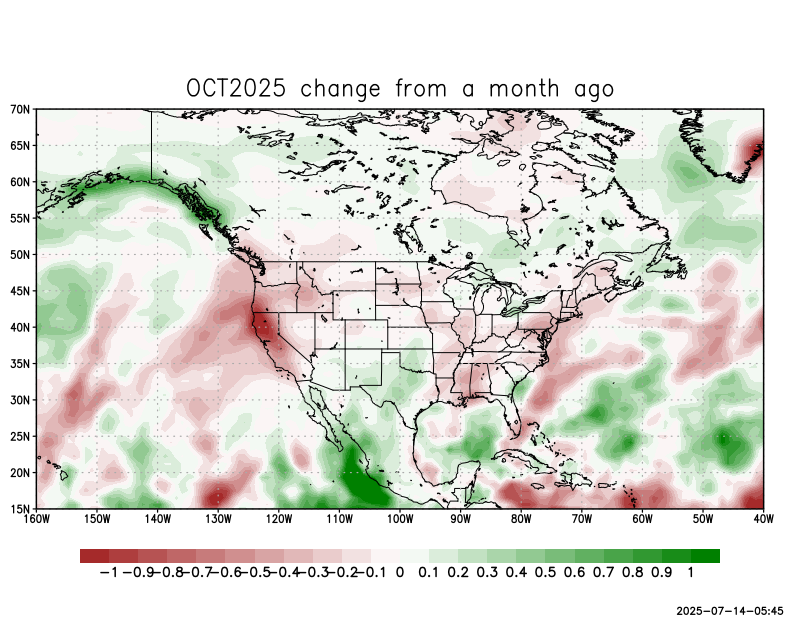 OCT2025 change from a month ago
70N
65N
60N
55N
50N
45N
40N
35N
30N
25N
20N
15N
160W 150W 140W 130W 120W 110W 100W 90W 80W 70W 60W 50W 40W
-1 -0.9 -0.8 -0.7 -0.6 -0.5 -0.4 -0.3 -0.2 -0.1 0 0.1 0.2 0.3 0.4 0.5 0.6 0.7 0.8 0.9 1
2025-07-14-05:45